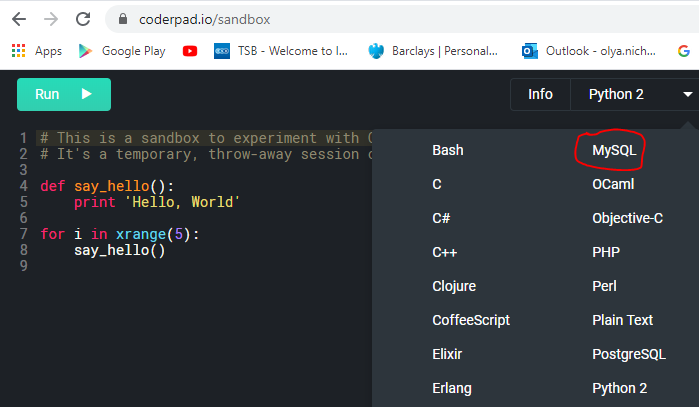 coderpad.io/sandbox
Apps Google Play TSB - Welcome to I... Barclays | Personal... Outlook - olya.nich...
Run Info Python 2
1 # This is a sandbox to experiment with C
2 # It's a temporary, throw-away session
3
4 def say_hello():
5     print 'Hello, World'
6
7 for i in xrange(5):
8     say_hello()
9
Bash MySQL
C OCaml
C# Objective-C
C++ PHP
Clojure Perl
CoffeeScript Plain Text
Elixir PostgreSQL
Erlang Python 2